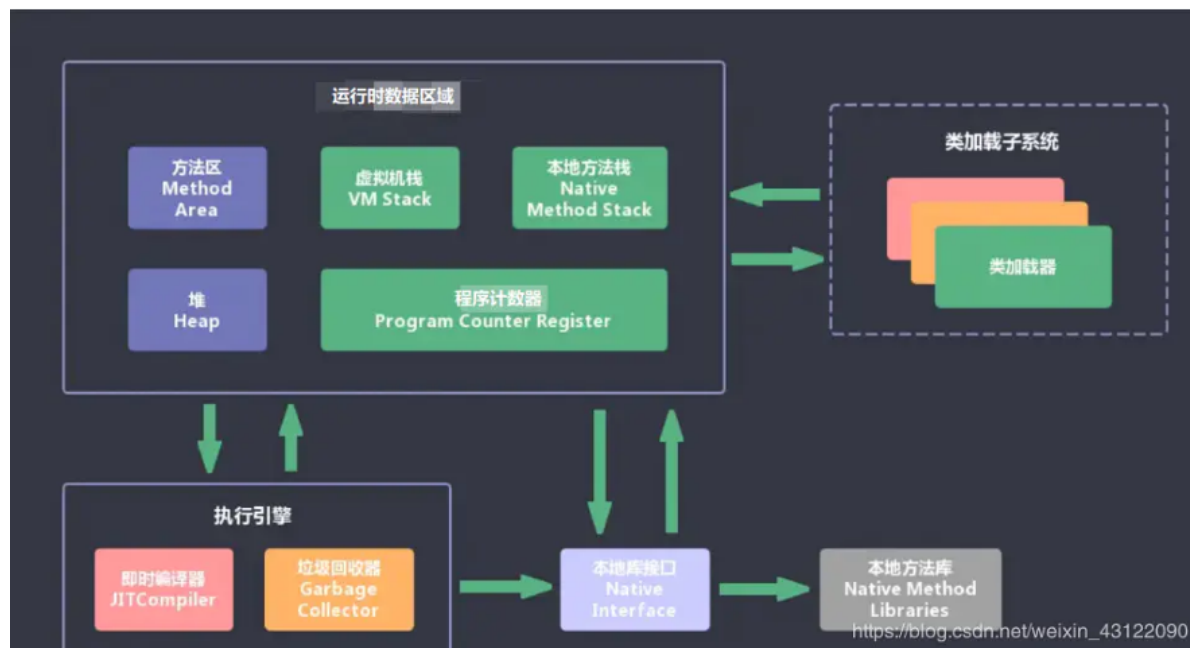 运行时数据区域
类加载子系统
方法区
Method
Area
虚拟机栈
VM Stack
本地方法栈
Native
Method Stack
类加载器
堆
Heap
程序计数器
Program Counter Register
执行引擎
即时编译器
JITCompiler
垃圾回收器
Garbage
Collector
本地库接口
Native
Interface
本地方法库
Native Method
Libraries
https://blog.csdn.net/weixin_43122090